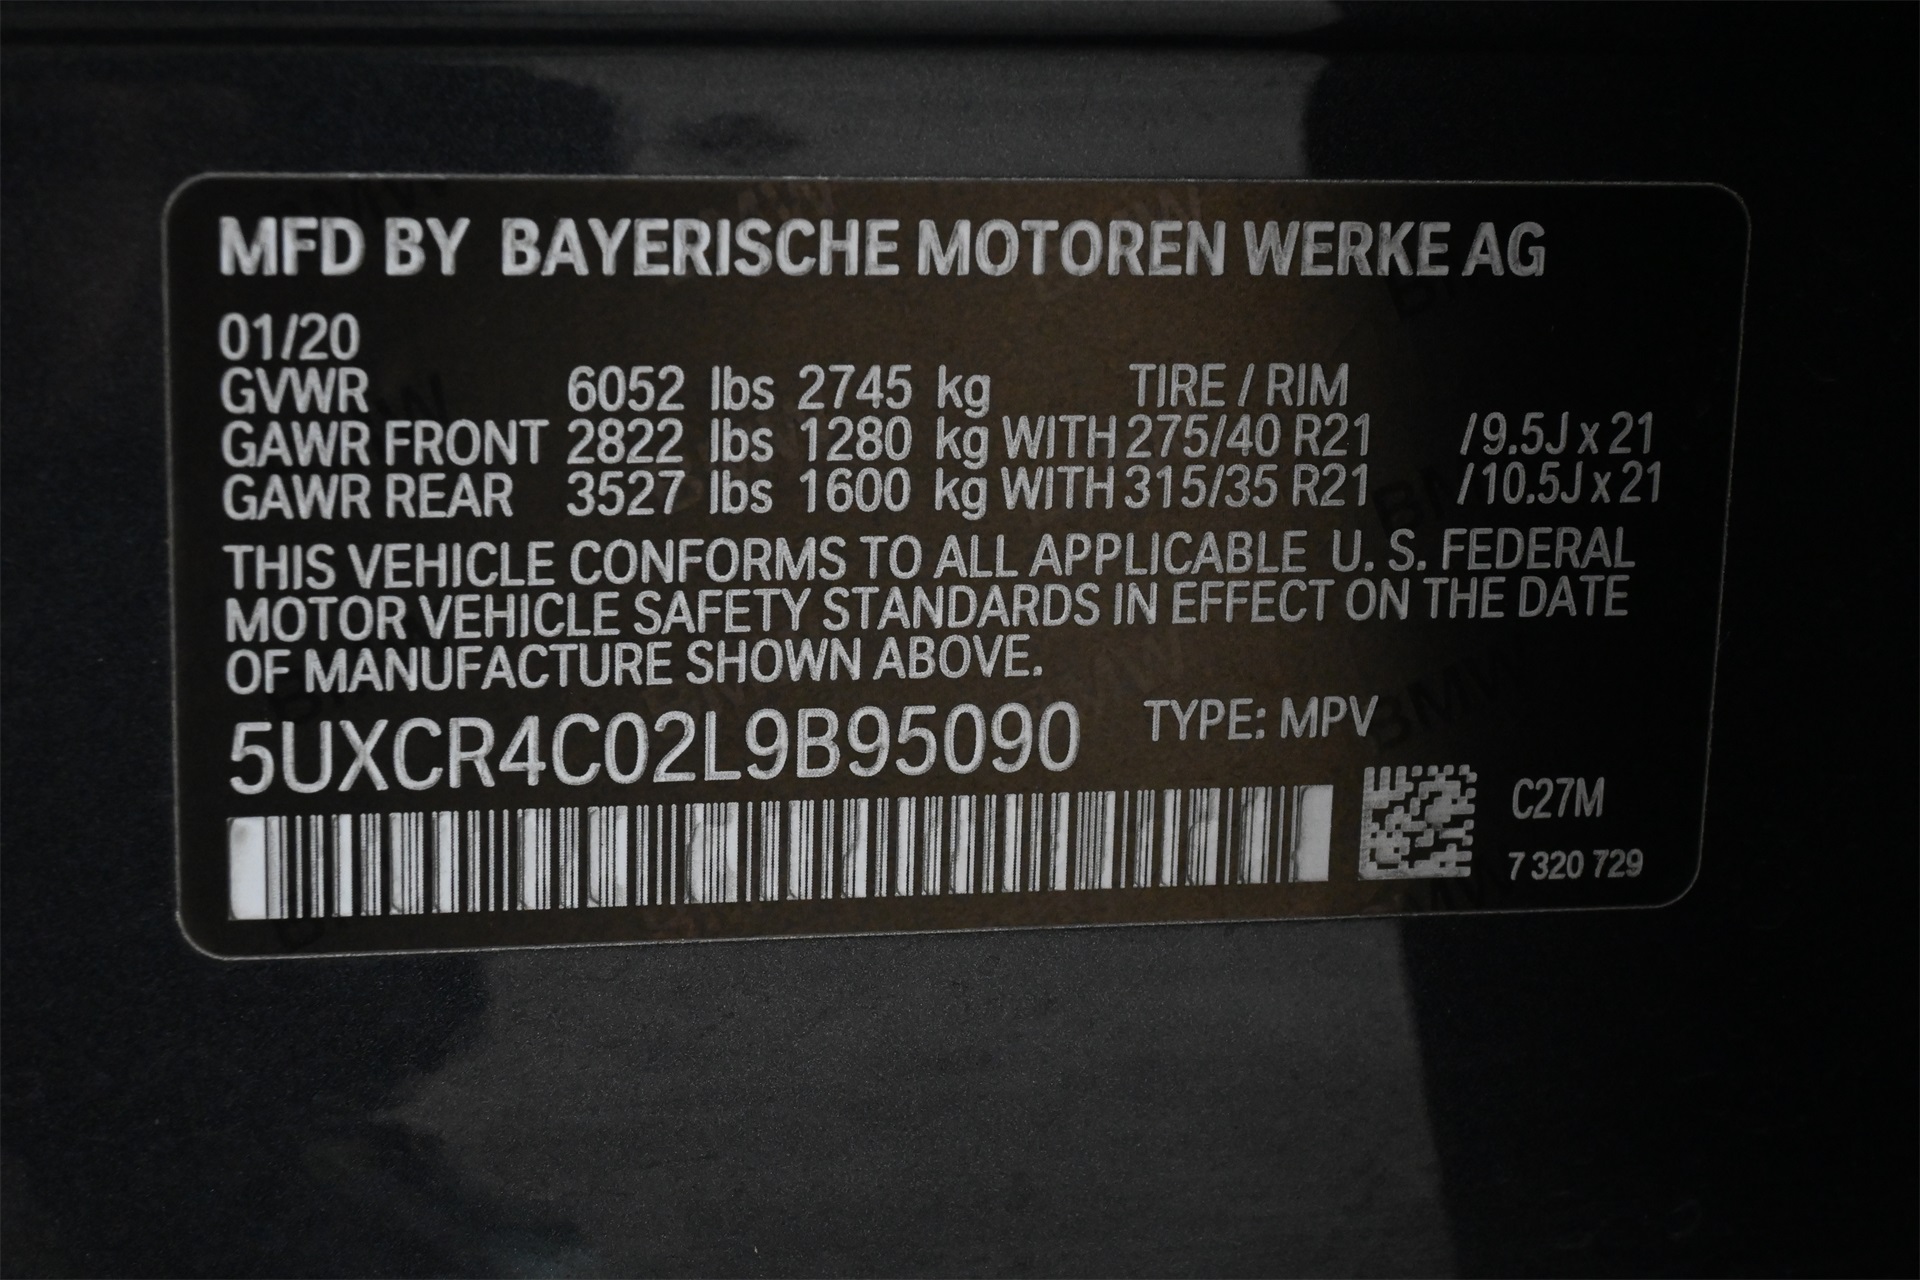 MFD BY BAYERISCHE MOTOREN WERKE AG
01/20
GVWR 6052 lbs 2745 kg TIRE / RIM
GAWR FRONT 2822 lbs 1280 kg WITH 275/40 R21 /9.5J x 21
GAWR REAR 3527 lbs 1600 kg WITH 315/35 R21 /10.5J x 21
THIS VEHICLE CONFORMS TO ALL APPLICABLE U. S. FEDERAL
MOTOR VEHICLE SAFETY STANDARDS IN EFFECT ON THE DATE
OF MANUFACTURE SHOWN ABOVE.
5UXCR4C02L9B95090 TYPE: MPV
C27M
7 320 729